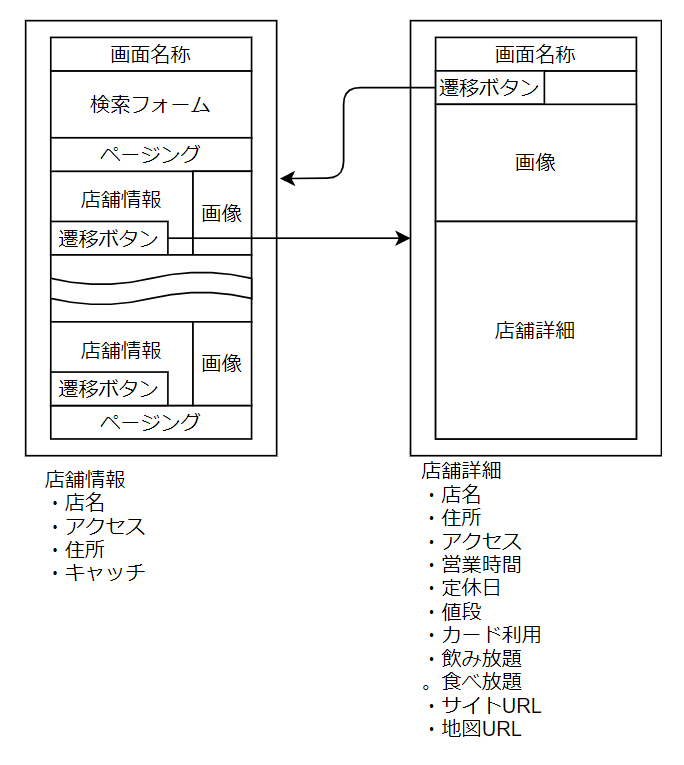 画面名称
検索フォーム
ページング
店舗情報
画像
遷移ボタン
店舗情報
画像
遷移ボタン
ページング
店舗情報
・店名
・アクセス
・住所
・キャッチ
画面名称
遷移ボタン
画像
店舗詳細
店舗詳細
・店名
・住所
・アクセス
・営業時間
・定休日
・値段
・カード利用
・飲み放題
。食べ放題
・サイトURL
・地図URL